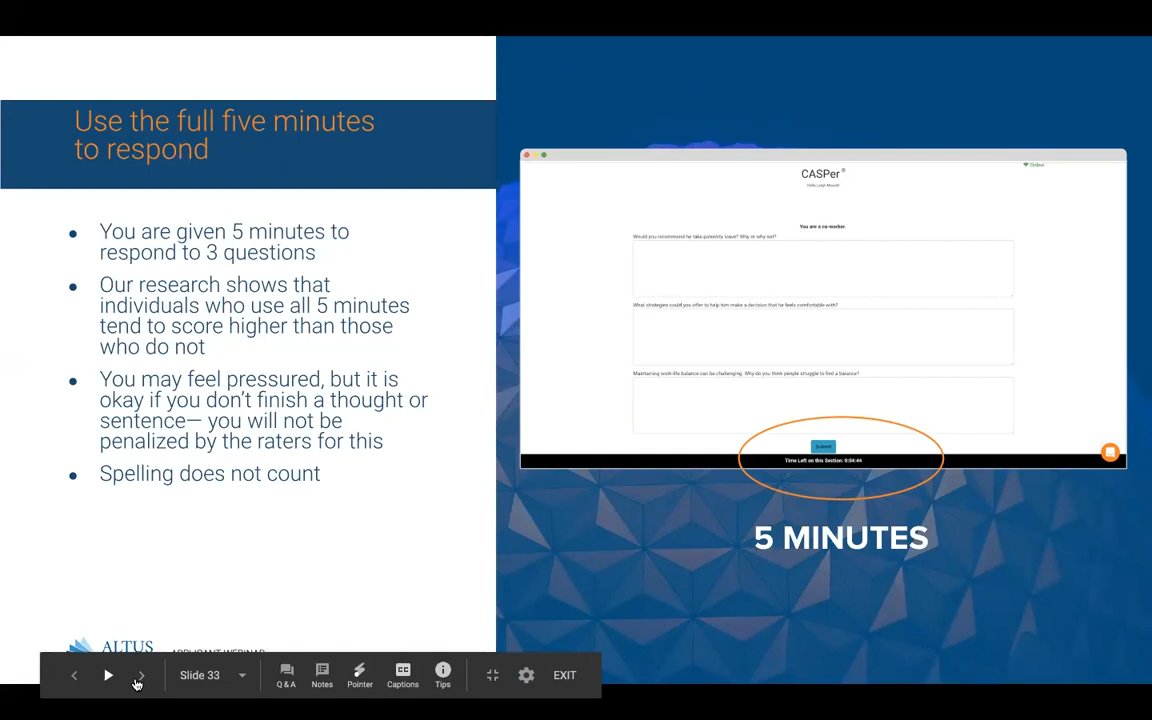 Use the full five minutes
to respond
You are given 5 minutes to
respond to 3 questions
Our research shows that
individuals who use all 5 minutes
tend to score higher than those
who do not
You may feel pressured, but it is
okay if you don't finish a thought or
sentence— you will not be
penalized by the raters for this
Spelling does not count
Online
CASPer®
Hello Leigh Moseth
You are a co-worker.
Would you recommend he take paternity leave? Why or why not?
What strategies could you offer to help him make a decision that he feels comfortable with?
Maintaining work-life balance can be challenging. Why do you think people struggle to find a balance?
Submit
Time Left on this Section: 0:04:44
5 MINUTES
ALTUS
APPLICANT WEBINAR
Slide 33
Q & A
Notes
Pointer
CC
Captions
Tips
EXIT